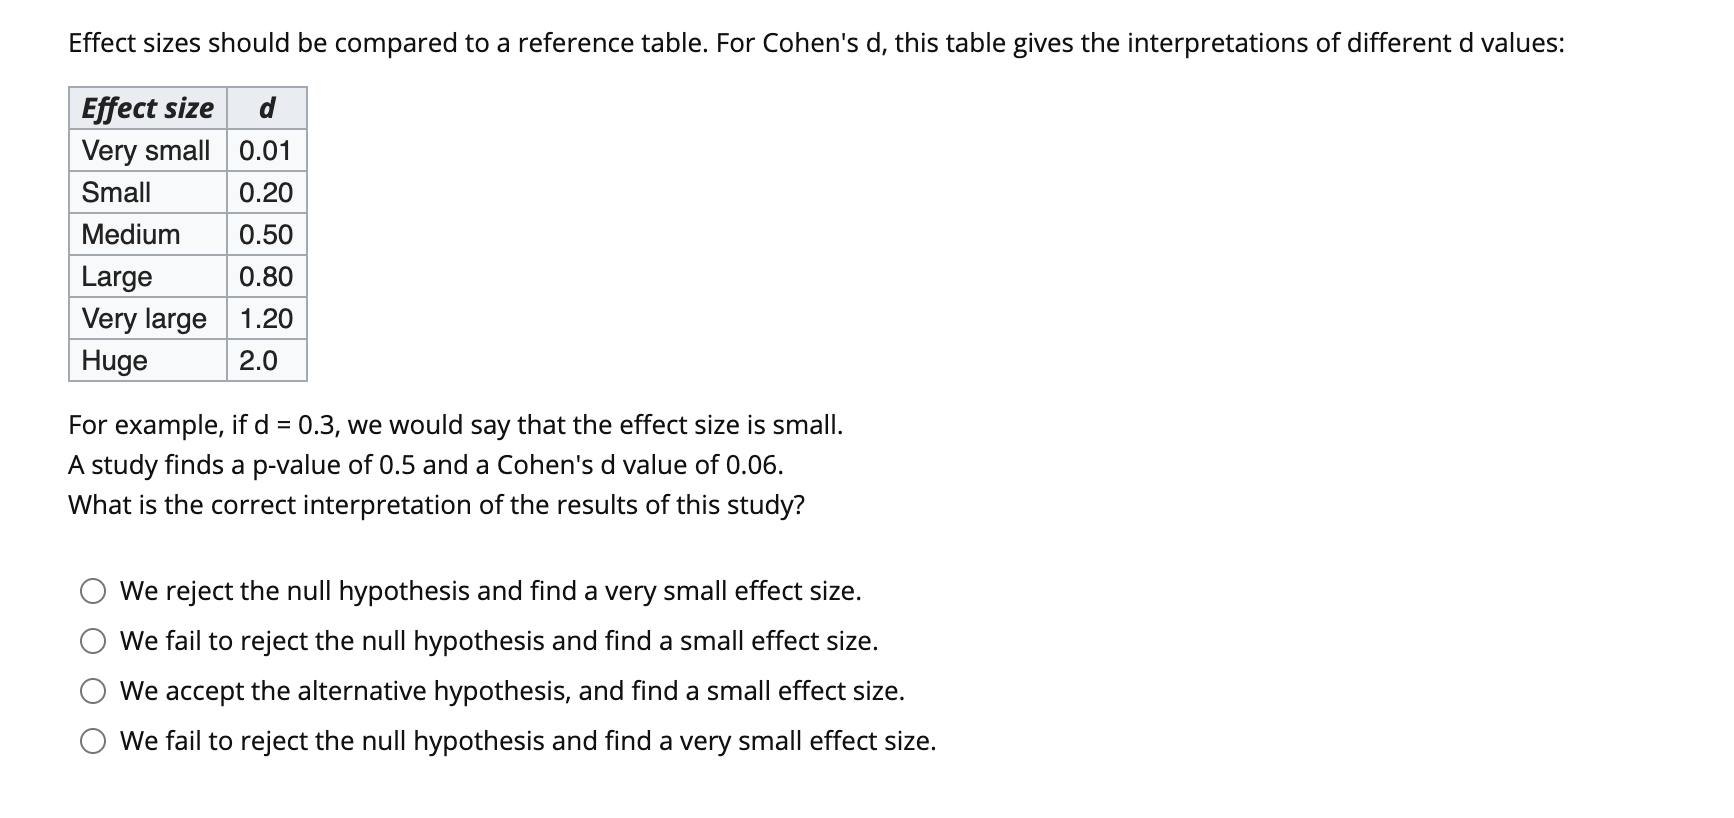 Effect sizes should be compared to a reference table. For Cohen's d, this table gives the interpretations of different d values:
Effect size d
Very small 0.01
Small 0.20
Medium 0.50
Large 0.80
Very large 1.20
Huge 2.0
For example, if d = 0.3, we would say that the effect size is small.
A study finds a p-value of 0.5 and a Cohen's d value of 0.06.
What is the correct interpretation of the results of this study?
We reject the null hypothesis and find a very small effect size.
We fail to reject the null hypothesis and find a small effect size.
We accept the alternative hypothesis, and find a small effect size.
We fail to reject the null hypothesis and find a very small effect size.